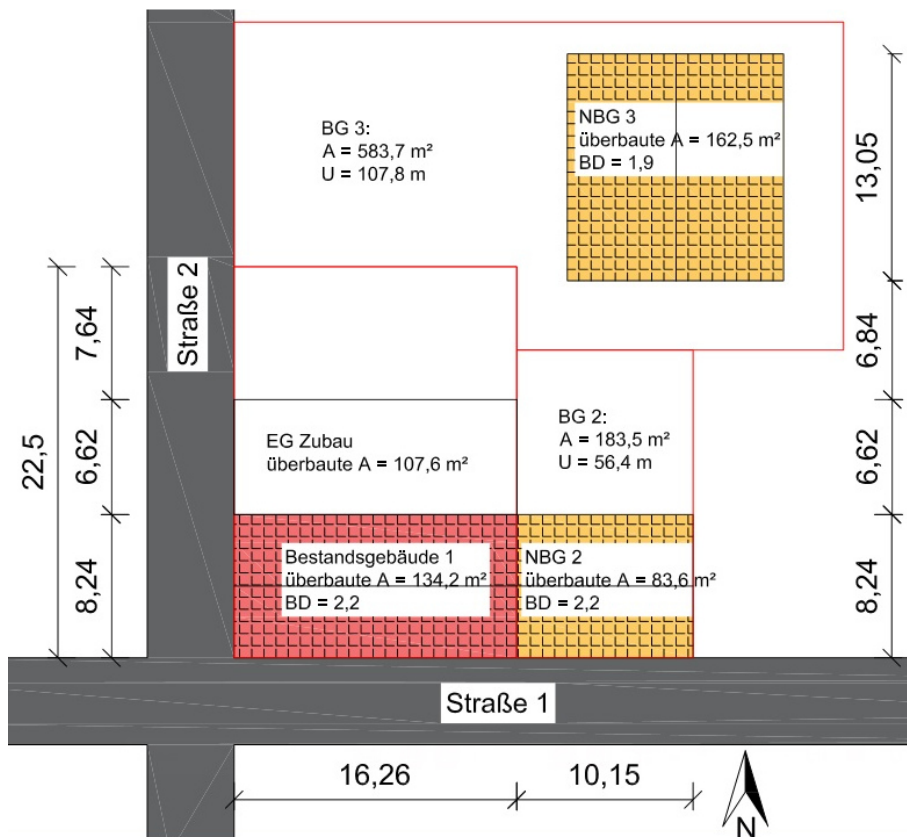 BG 3:
A = 583,7 m²
U = 107,8 m
NBG 3
überbaute A = 162,5 m²
BD = 1,9
13,05
Straße 2
7,64
6,84
22,5
6,62
EG Zubau
überbaute A = 107,6 m²
BG 2:
A = 183,5 m²
U = 56,4 m
6,62
8,24
Bestandsgebäude 1
überbaute A = 134,2 m²
BD = 2,2
NBG 2
überbaute A = 83,6 m²
BD = 2,2
8,24
Straße 1
16,26
10,15
N